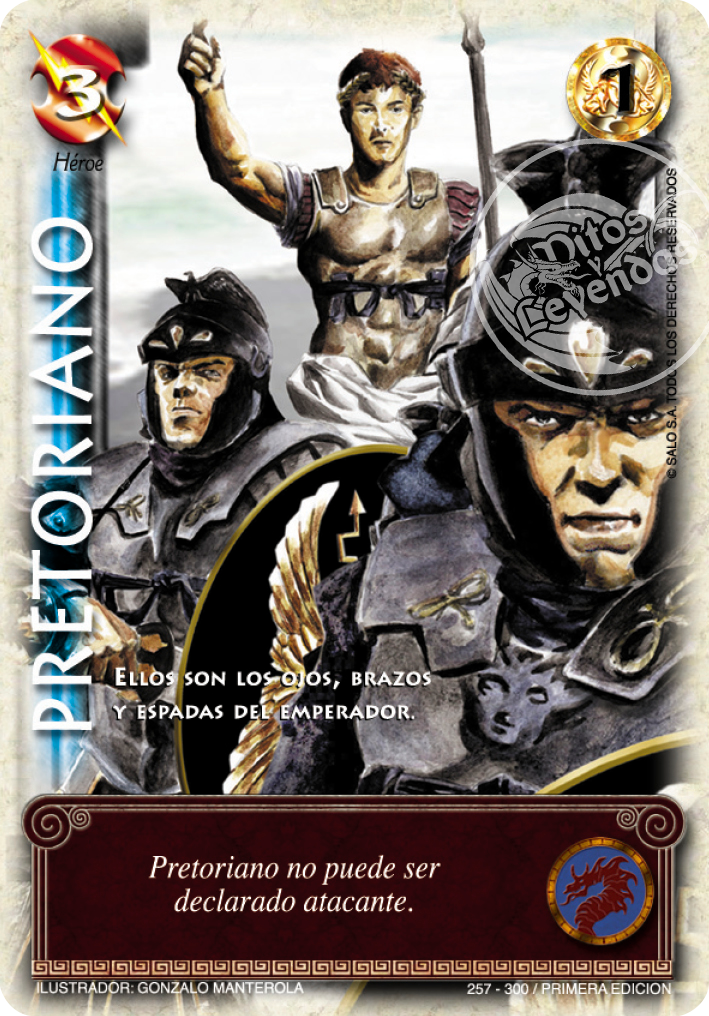 3
1
Héroe
PRETORIANO
Mitos
y
Leyendas
© SALO S.A. TODOS LOS DERECHOS RESERVADOS
ELLOS SON LOS OJOS, BRAZOS
Y ESPADAS DEL EMPERADOR.
Pretoriano no puede ser
declarado atacante.
ILUSTRADOR: GONZALO MANTEROLA
257 - 300 / PRIMERA EDICION